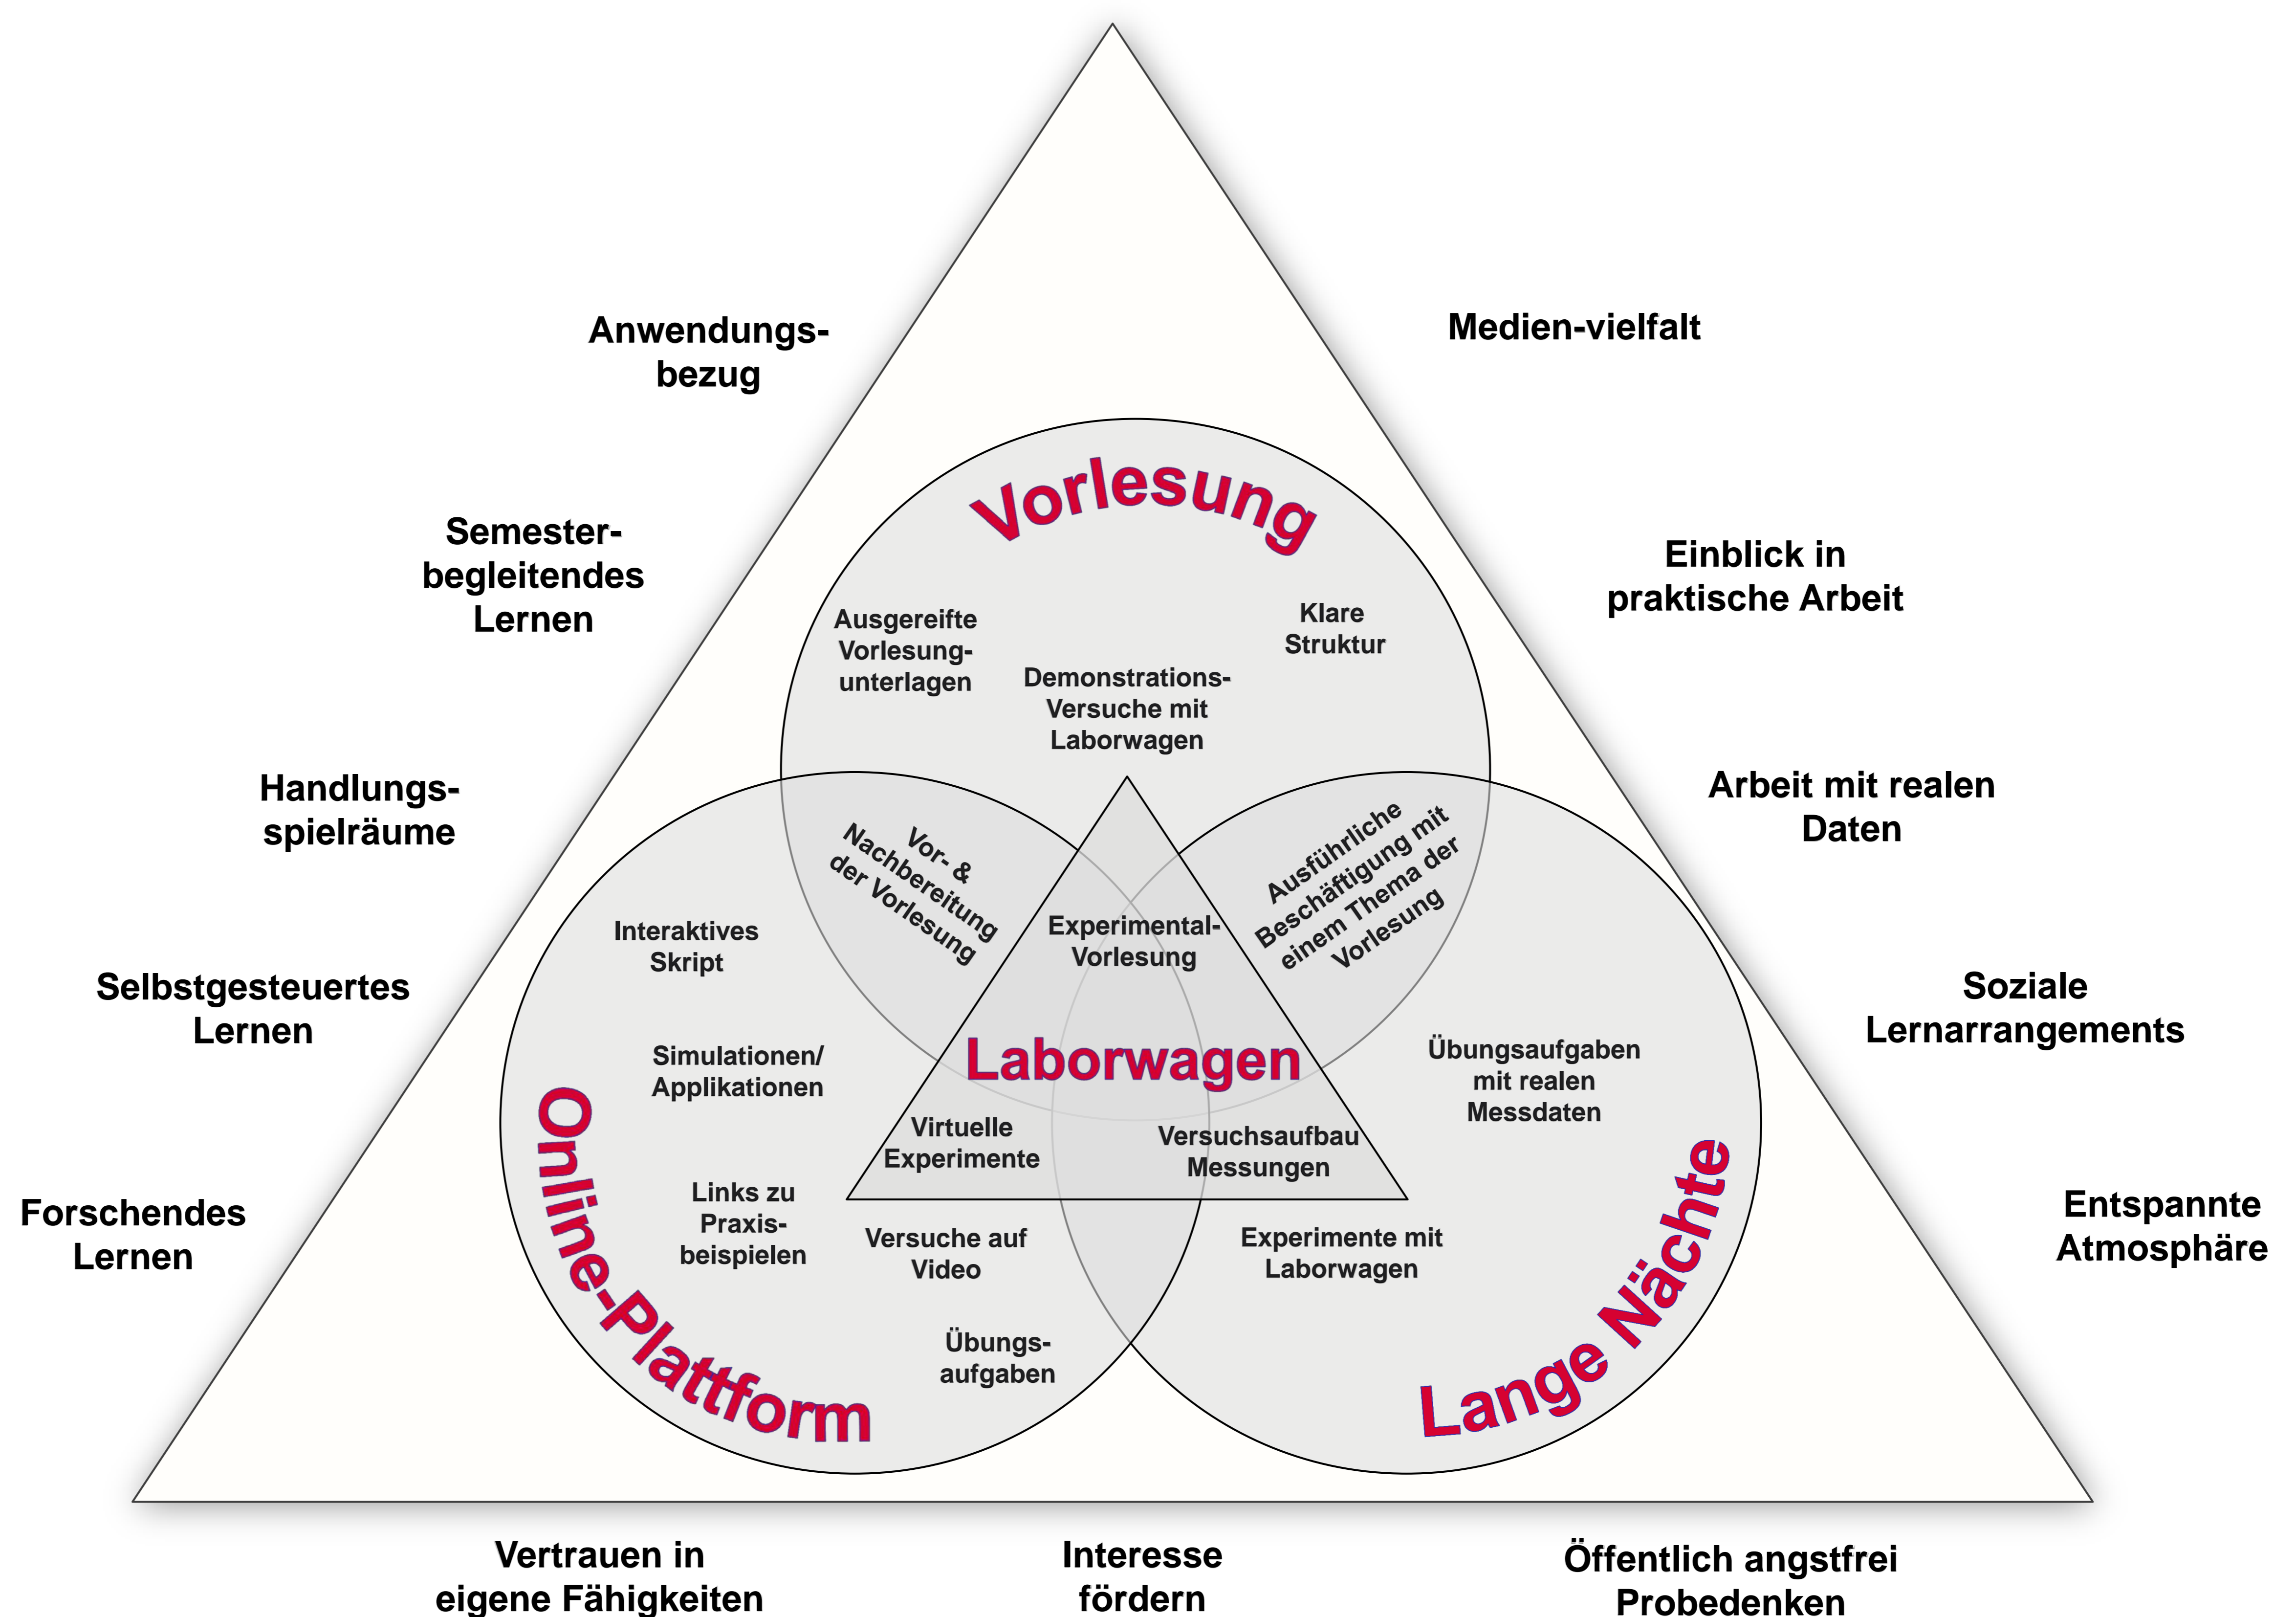 Anwendungs-
bezug
Medien-vielfalt
Semester-
begleitendes
Lernen
Einblick in
praktische Arbeit
Handlungs-
spielräume
Arbeit mit realen
Daten
Selbstgesteuertes
Lernen
Soziale
Lernarrangements
Forschendes
Lernen
Entspannte
Atmosphäre
Vorlesung
Ausgereifte
Vorlesung-
unterlagen
Klare
Struktur
Demonstrations-
Versuche mit
Laborwagen
Vor- &
Nachbereitung
der Vorlesung
Ausführliche
Beschäftigung mit
einem Thema der
Vorlesung
Experimental-
Vorlesung
Laborwagen
Virtuelle
Experimente
Versuchsaufbau
Messungen
Interaktives
Skript
Simulationen/
Applikationen
Links zu
Praxis-
beispielen
Versuche auf
Video
Übungs-
aufgaben
Online-Plattform
Übungsaufgaben
mit realen
Messdaten
Experimente mit
Laborwagen
Lange Nächte
Vertrauen in
eigene Fähigkeiten
Interesse
fördern
Öffentlich angstfrei
Probedenken